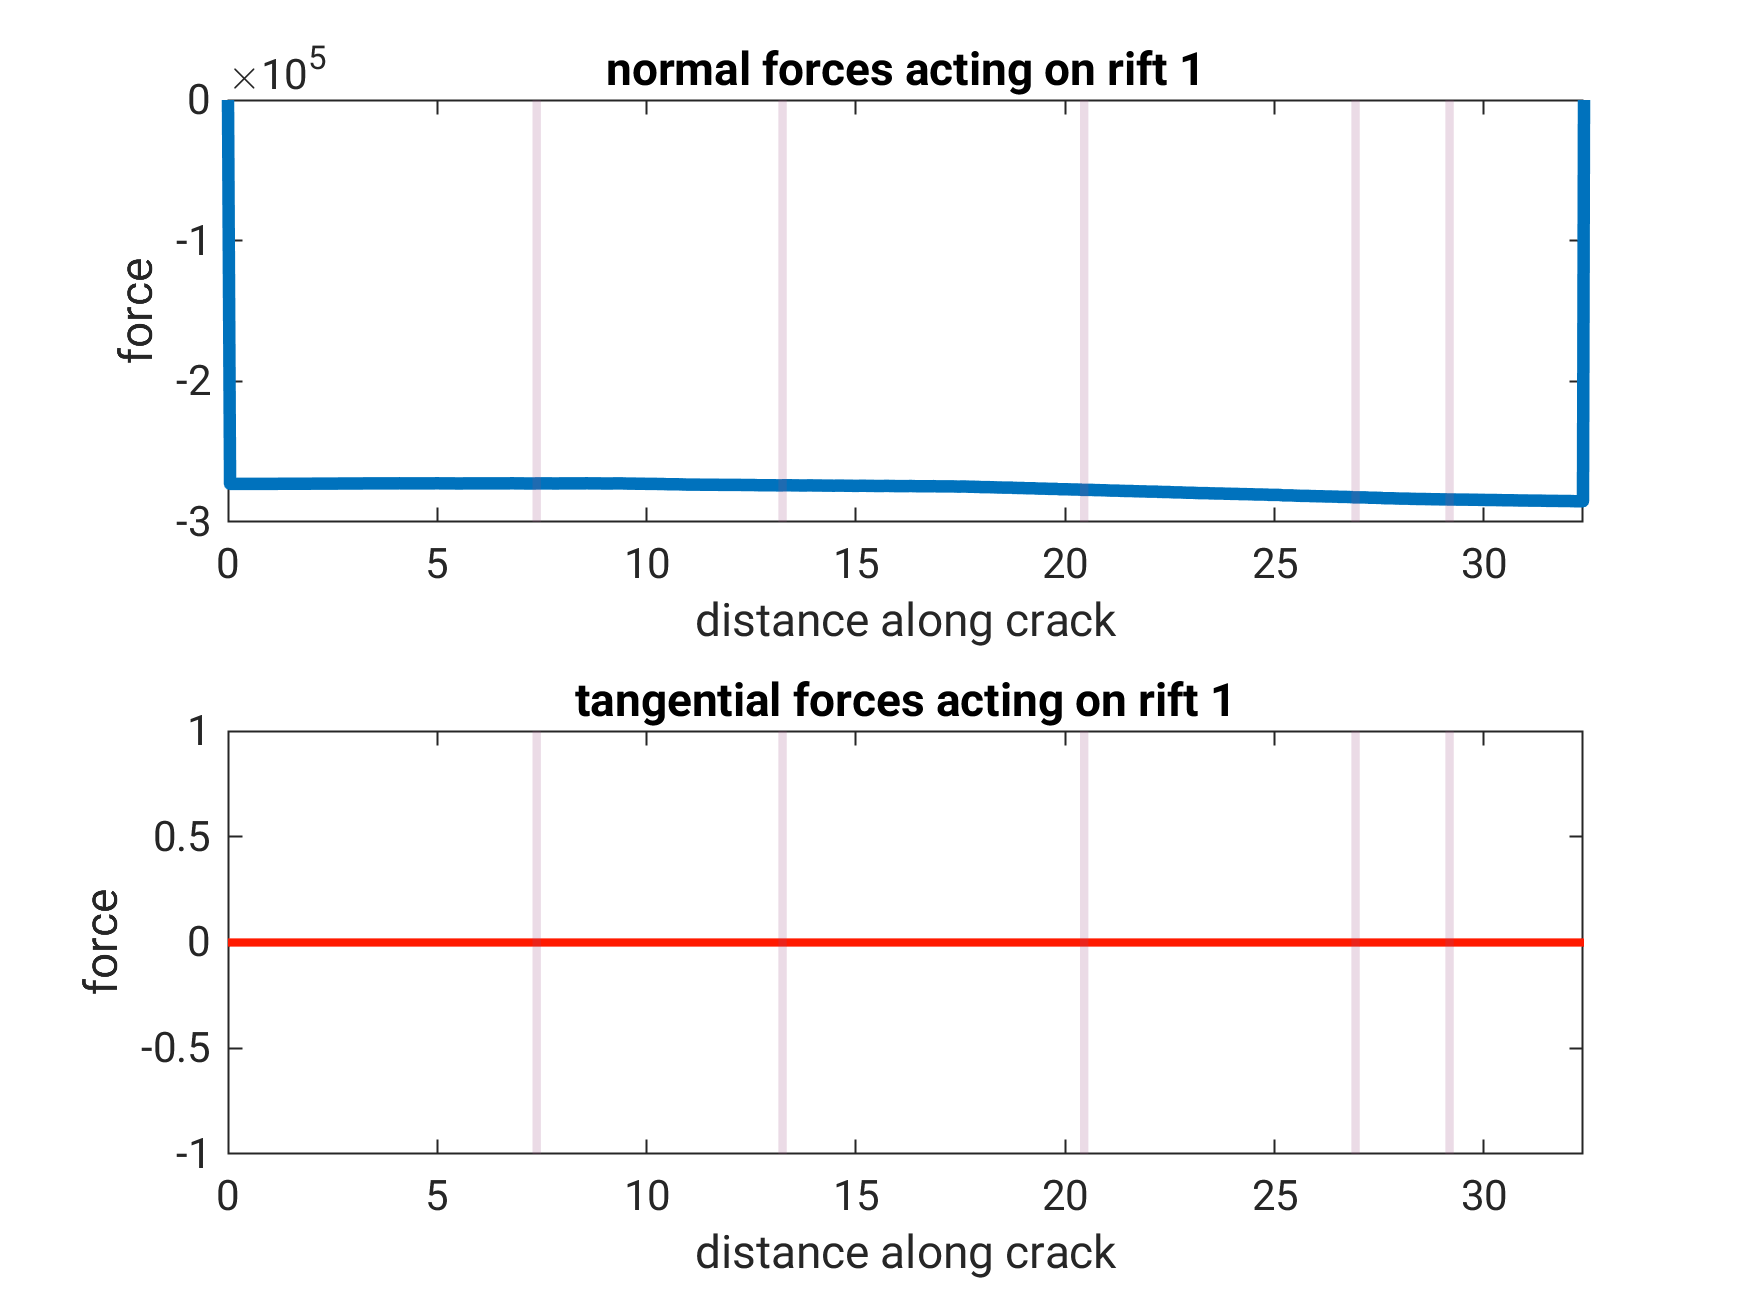 ×10⁵
normal forces acting on rift 1
0
-1
-2
-3
force
0 5 10 15 20 25 30
distance along crack
tangential forces acting on rift 1
1
0.5
0
-0.5
-1
force
0 5 10 15 20 25 30
distance along crack